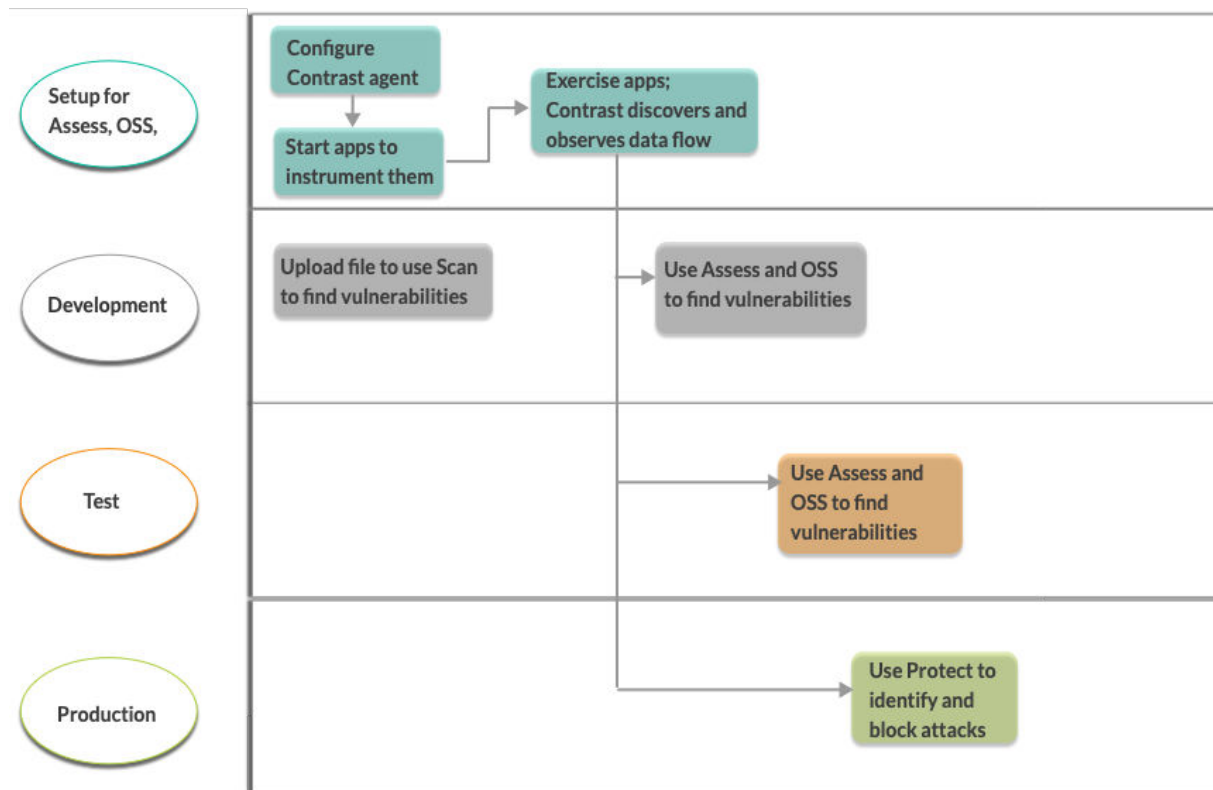 Setup for
Assess, OSS,
Configure
Contrast agent
Start apps to
instrument them
Exercise apps;
Contrast discovers and
observes data flow
Development
Upload file to use Scan
to find vulnerabilities
Use Assess and OSS
to find vulnerabilities
Test
Use Assess and
OSS to find
vulnerabilities
Production
Use Protect to
identify and
block attacks